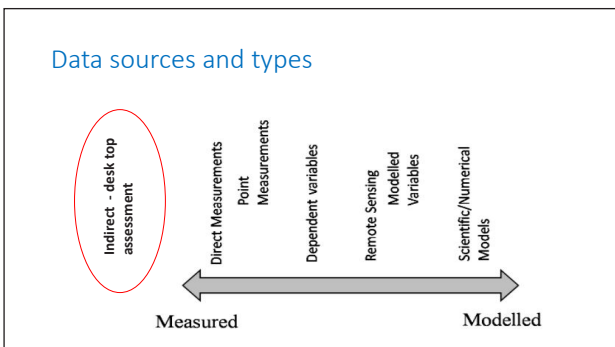 Data sources and types
Indirect - desk top
assessment
Direct Measurements
Point
Measurements
Dependent variables
Remote Sensing
Modelled
Variables
Scientific/Numerical
Models
Measured
Modelled